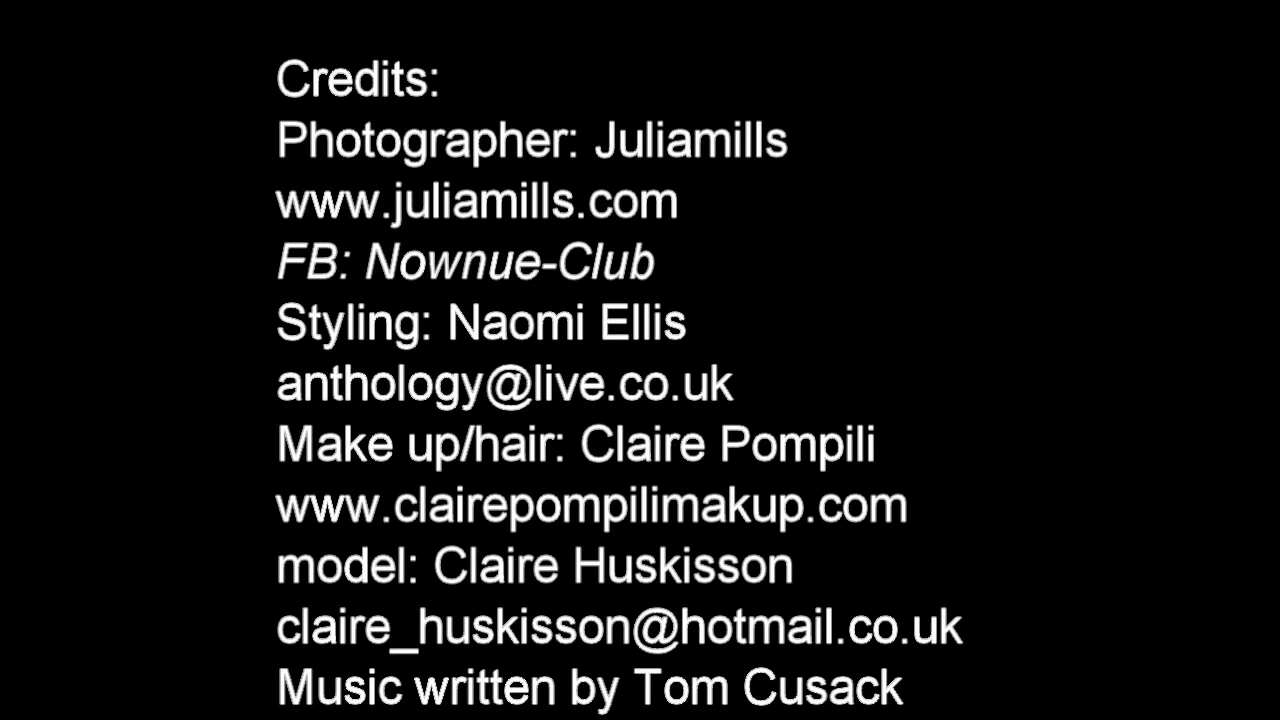 Credits:
Photographer: Juliamills
www.juliamills.com
FB: Nownue-Club
Styling: Naomi Ellis
anthology@live.co.uk
Make up/hair: Claire Pompili
www.clairepompilimakup.com
model: Claire Huskisson
claire_huskisson@hotmail.co.uk
Music written by Tom Cusack